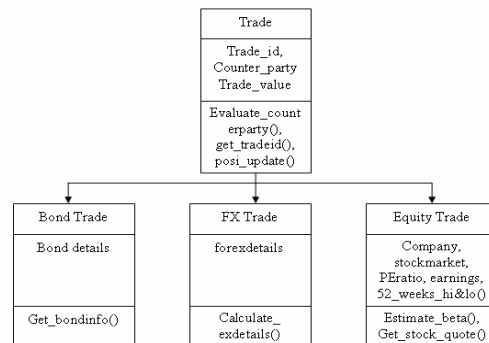 Trade
Trade_id,
Counter_party
Trade_value
Evaluate_count
erparty(),
get_tradeid(),
posi_update()
Bond Trade
Bond details
Get_bondinfo()
FX Trade
forexdetails
Calculate_
exdetails()
Equity Trade
Company,
stockmarket,
PEratio, earnings,
52_weeks_hi&lo()
Estimate_beta(),
Get_stock_quote()